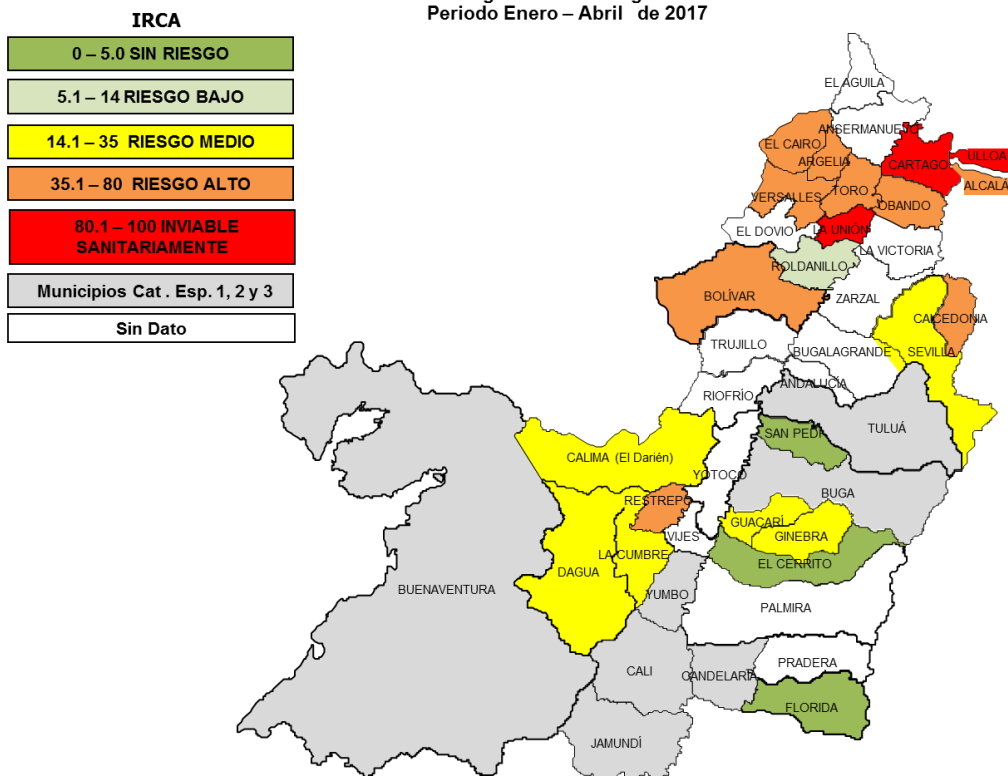 Periodo Enero – Abril de 2017
IRCA
0 – 5.0 SIN RIESGO
5.1 – 14 RIESGO BAJO
14.1 – 35 RIESGO MEDIO
35.1 – 80 RIESGO ALTO
80.1 – 100 INVIABLE
SANITARIAMENTE
Municipios Cat . Esp. 1, 2 y 3
Sin Dato
EL AGUILA
ANSERMANUEVO
EL CAIRO
ARGELIA
CARTAGO
ULLOA
ALCALÁ
VERSALLES
TORO
OBANDO
EL DOVIO
LA UNIÓN
LA VICTORIA
ROLDANILLO
BOLÍVAR
ZARZAL
CAICEDONIA
TRUJILLO
BUGALAGRANDE
SEVILLA
ANDALUCÍA
RIOFRÍO
TULUÁ
SAN PEDR
CALIMA (El Darién)
YOTOCO
BUGA
RESTREPO
GUACARÍ
GINEBRA
VIJES
LA CUMBRE
EL CERRITO
DAGUA
BUENAVENTURA
YUMBO
PALMIRA
PRADERA
CALI
CANDELARIA
FLORIDA
JAMUNDÍ